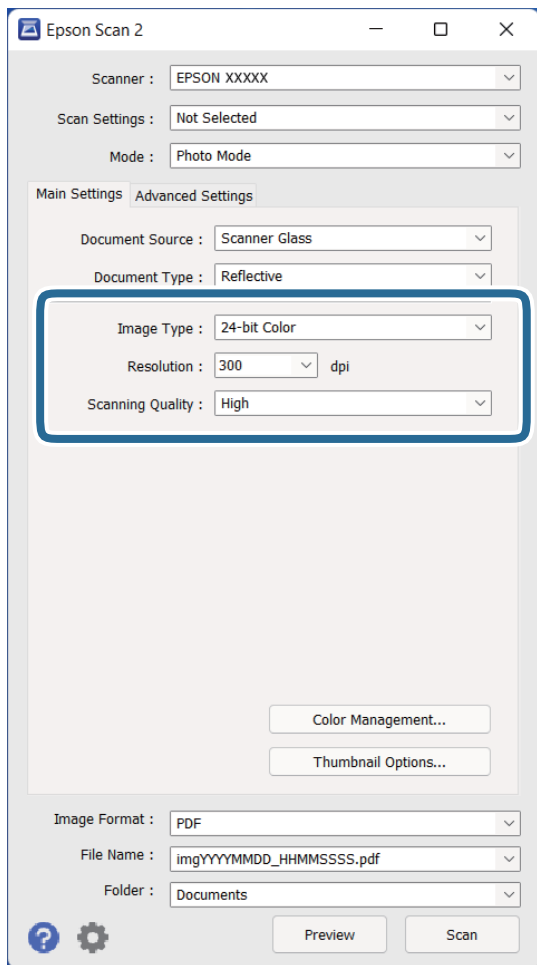 Epson Scan 2
Scanner : EPSON XXXXX
Scan Settings : Not Selected
Mode : Photo Mode
Main Settings Advanced Settings
Document Source : Scanner Glass
Document Type : Reflective
Image Type : 24-bit Color
Resolution : 300 dpi
Scanning Quality : High
Color Management...
Thumbnail Options...
Image Format : PDF
File Name : imgYYYYMMDD_HHMMSSSS.pdf
Folder : Documents
? Preview Scan